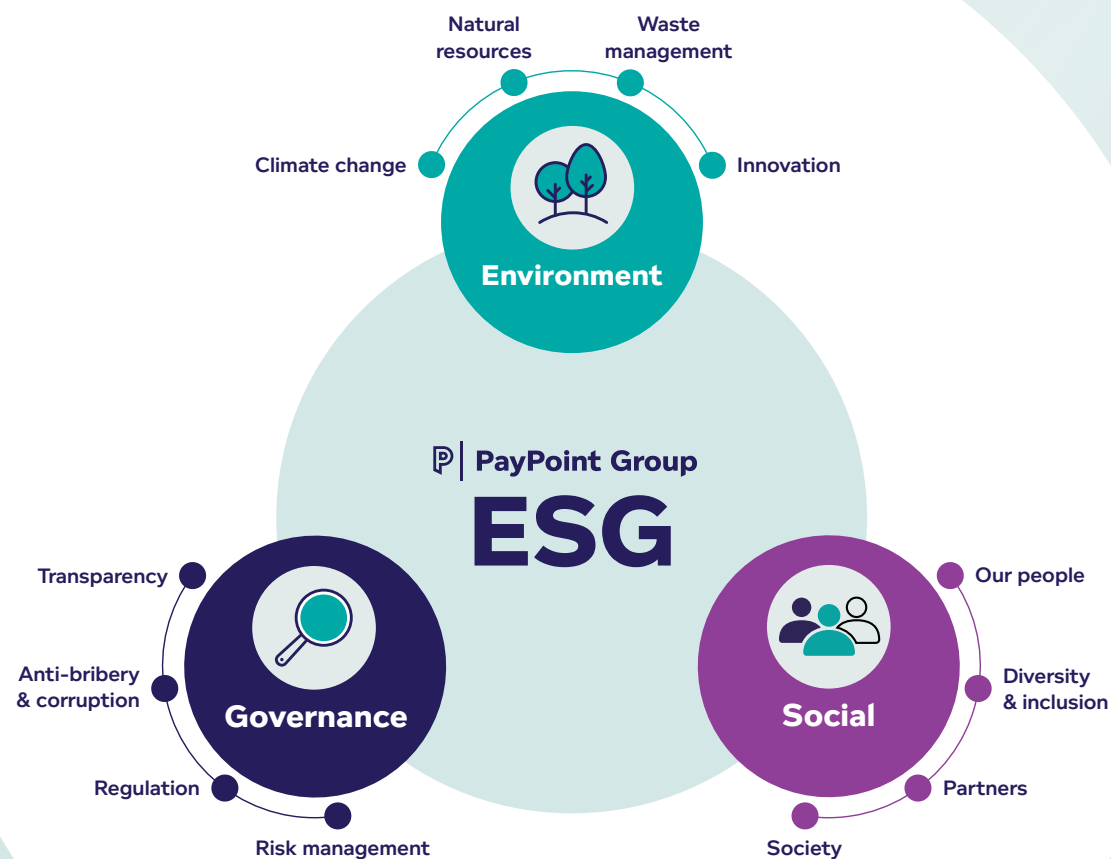 Natural
resources
Waste
management
Climate change
Innovation
Environment
PayPoint Group
ESG
Transparency
Anti-bribery
& corruption
Regulation
Risk management
Governance
Social
Our people
Diversity
& inclusion
Partners
Society